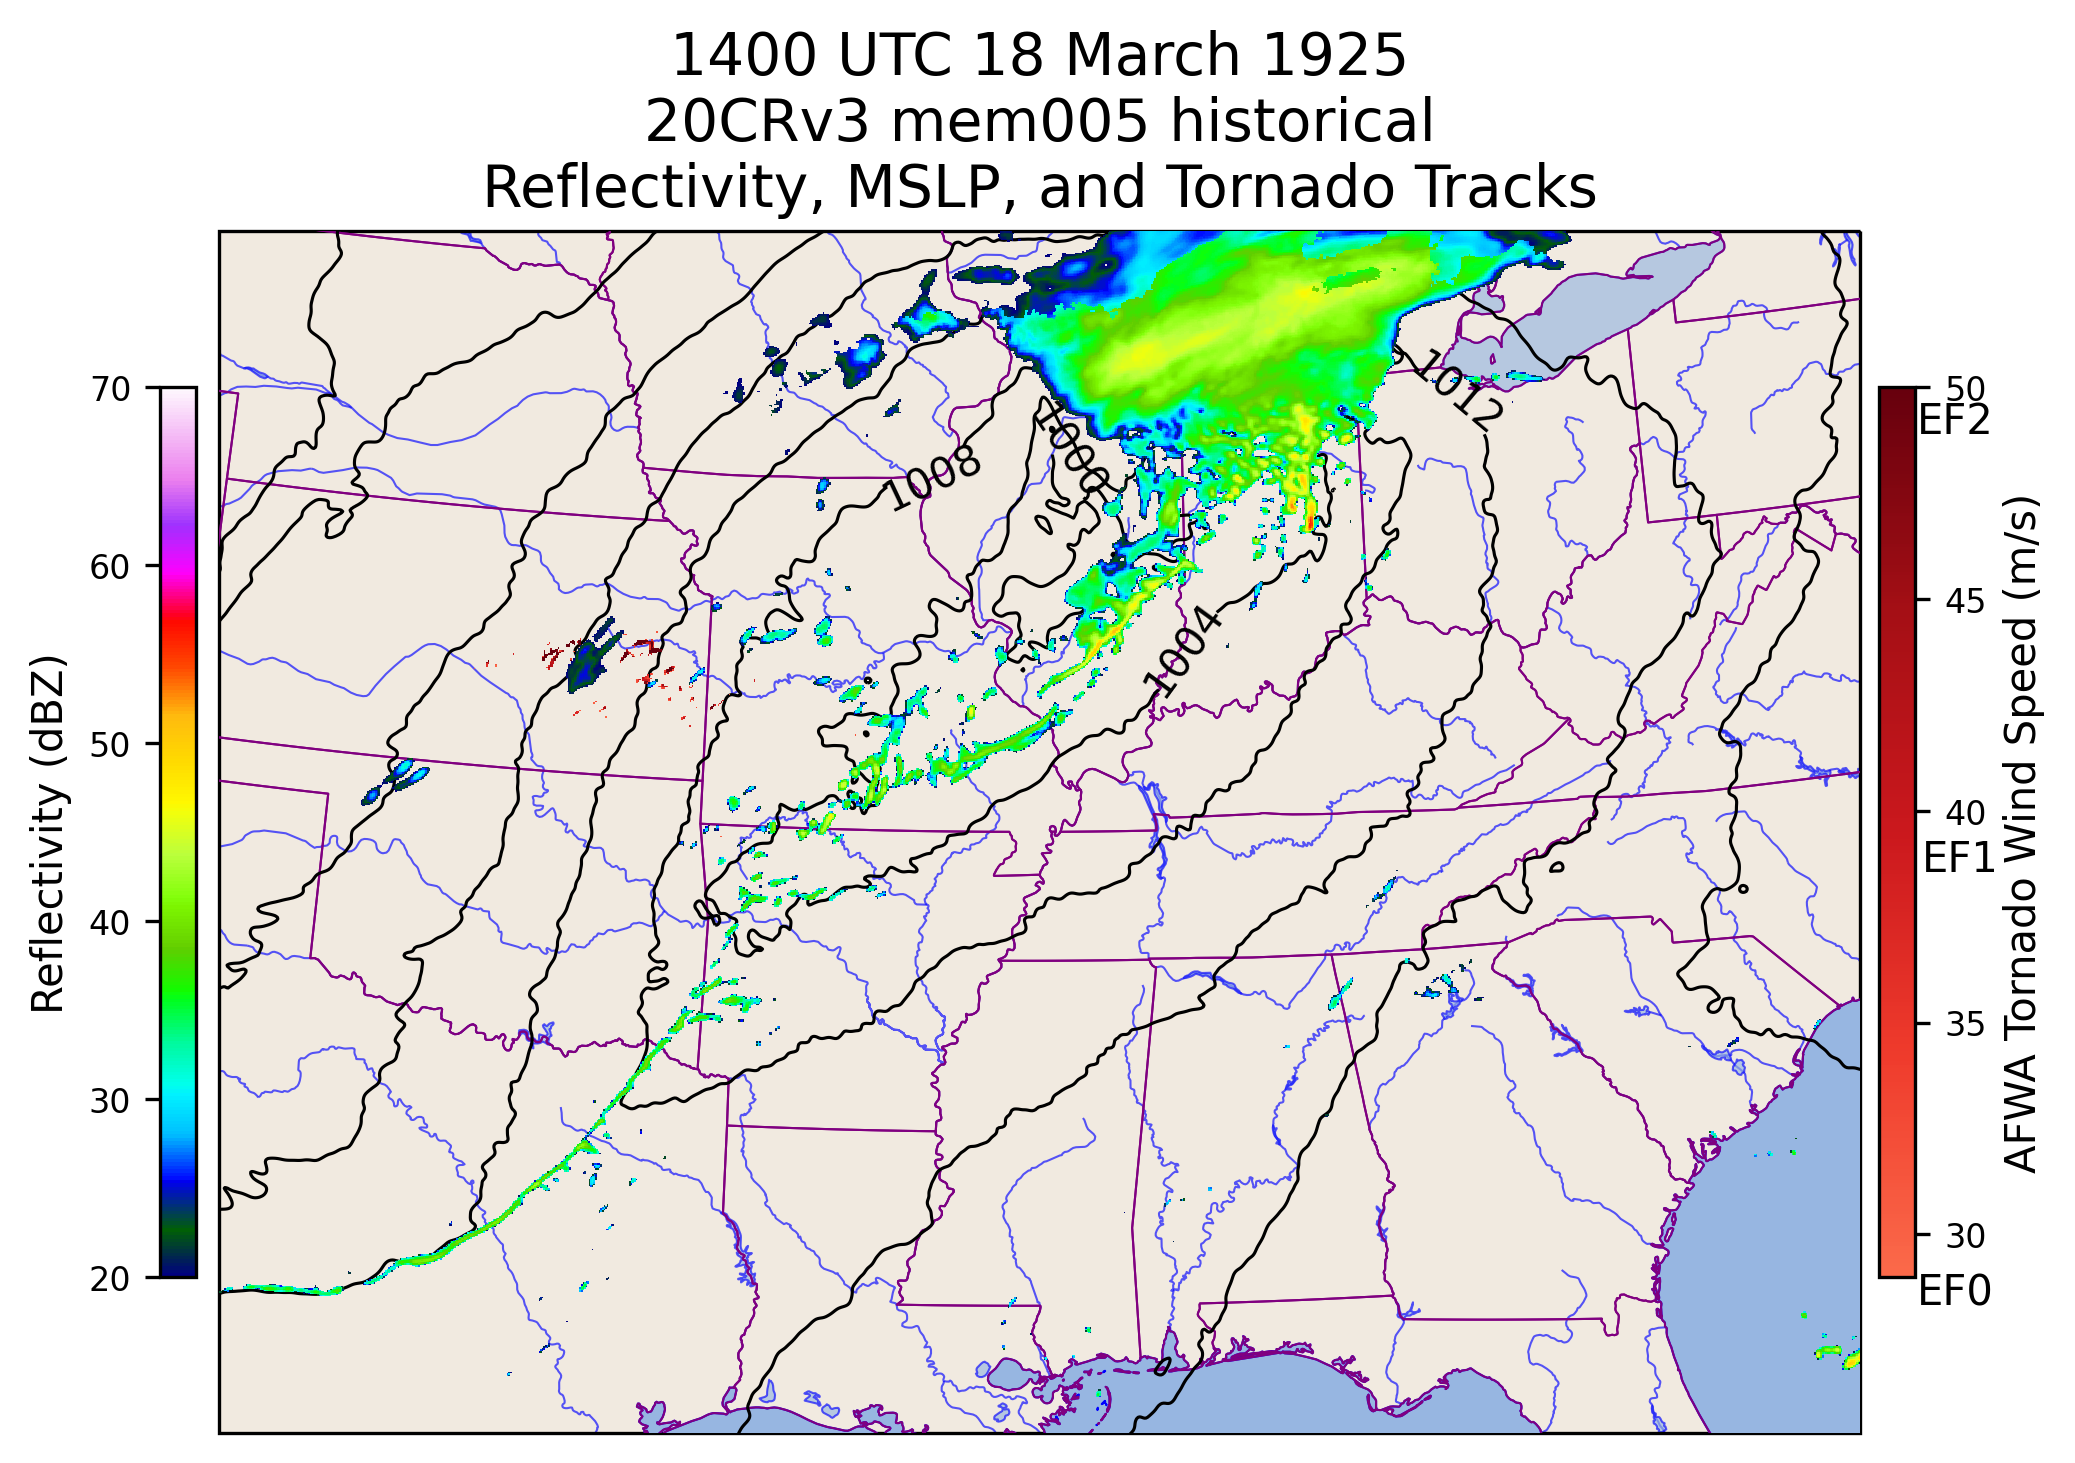 1400 UTC 18 March 1925
20CRv3 mem005 historical
Reflectivity, MSLP, and Tornado Tracks
70
60
50
40
30
20
Reflectivity (dBZ)
1008
1012
1004
50
EF2
45
40
EF1
35
30
EF0
AFWA Tornado Wind Speed (m/s)